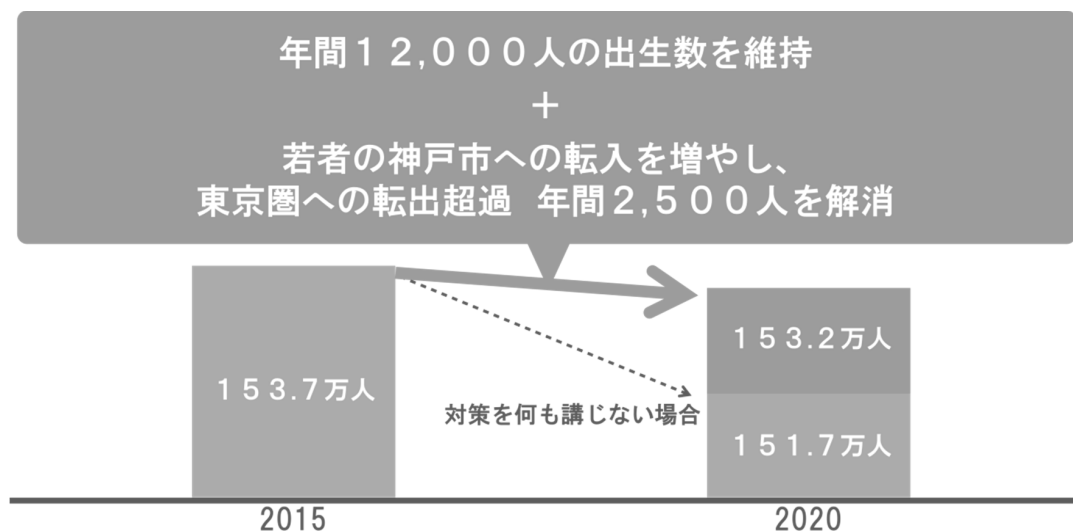 年間１２,０００人の出生数を維持
＋
若者の神戸市への転入を増やし、
東京圏への転出超過　年間２,５００人を解消
１５３.７万人
１５３.２万人
対策を何も講じない場合
１５１.７万人
2015
2020